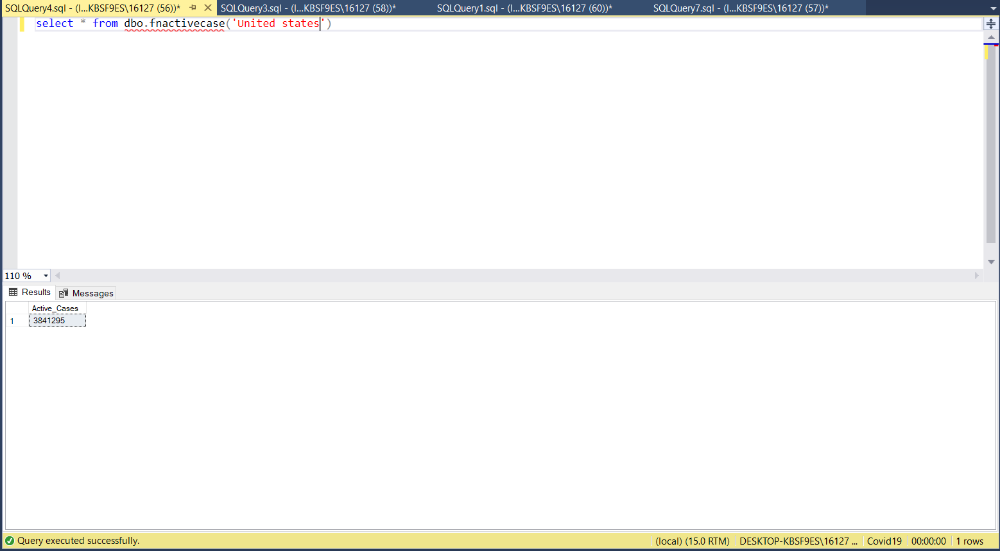 SQLQuery4.sql - (l...KBSF9ES\16127 (56))* SQLQuery3.sql - (l...KBSF9ES\16127 (58))* SQLQuery1.sql - (l...KBSF9ES\16127 (60))* SQLQuery7.sql - (l...KBSF9ES\16127 (57))*
select * from dbo.fnactivecase('United states')
110 %
Results Messages
Active_Cases
1 3841295
Query executed successfully. (local) (15.0 RTM) DESKTOP-KBSF9ES\16127 ... Covid19 00:00:00 1 rows